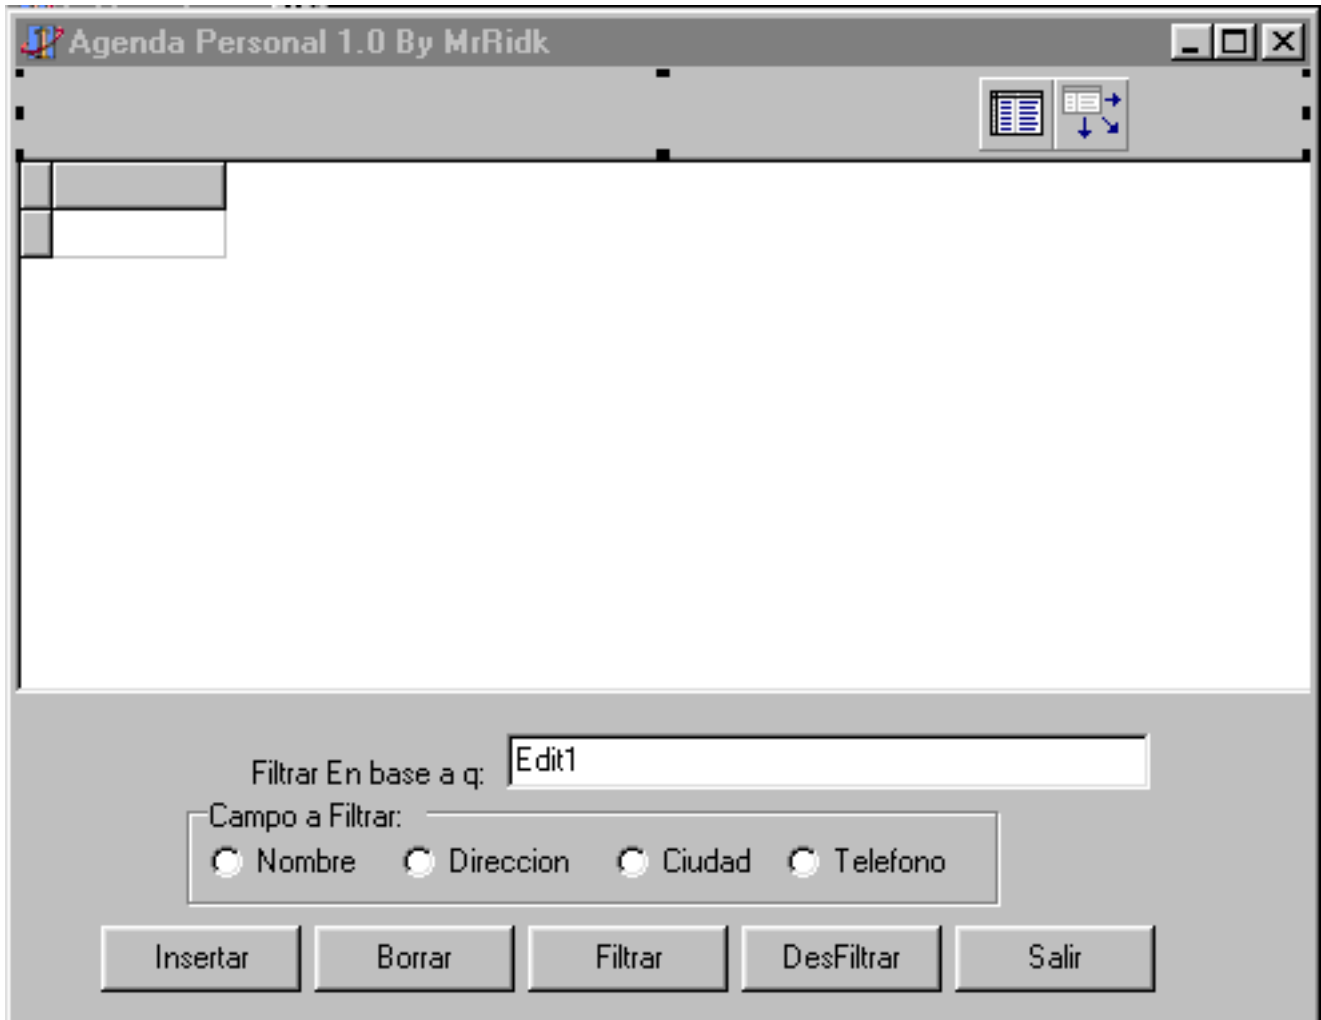 Agenda Personal 1.0 By MrRidk
Filtrar En base a q: Edit1
Campo a Filtrar:
Nombre Direccion Ciudad Telefono
Insertar Borrar Filtrar DesFiltrar Salir